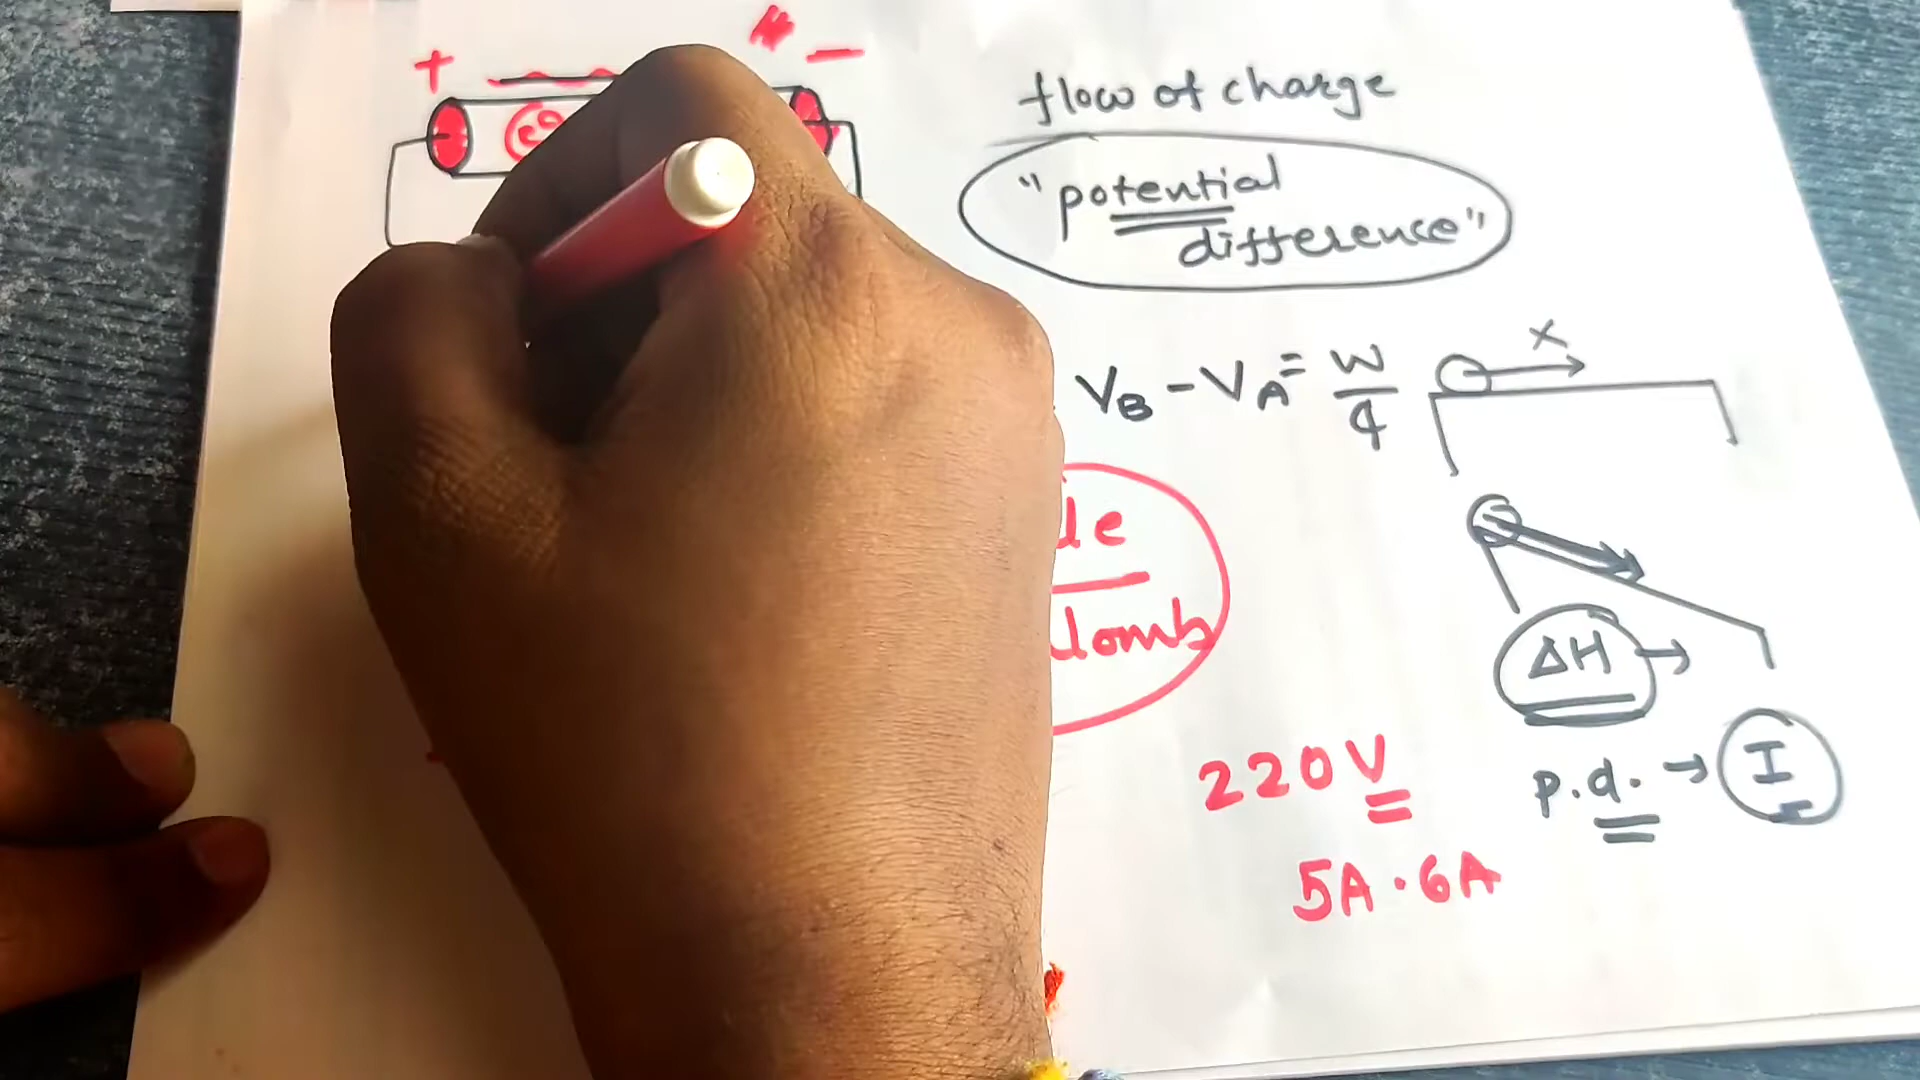 + -
flow of charge
"potential
difference"
VB - VA = W/q
x
ΔH →
220V
p.d. → I
5A. 6A